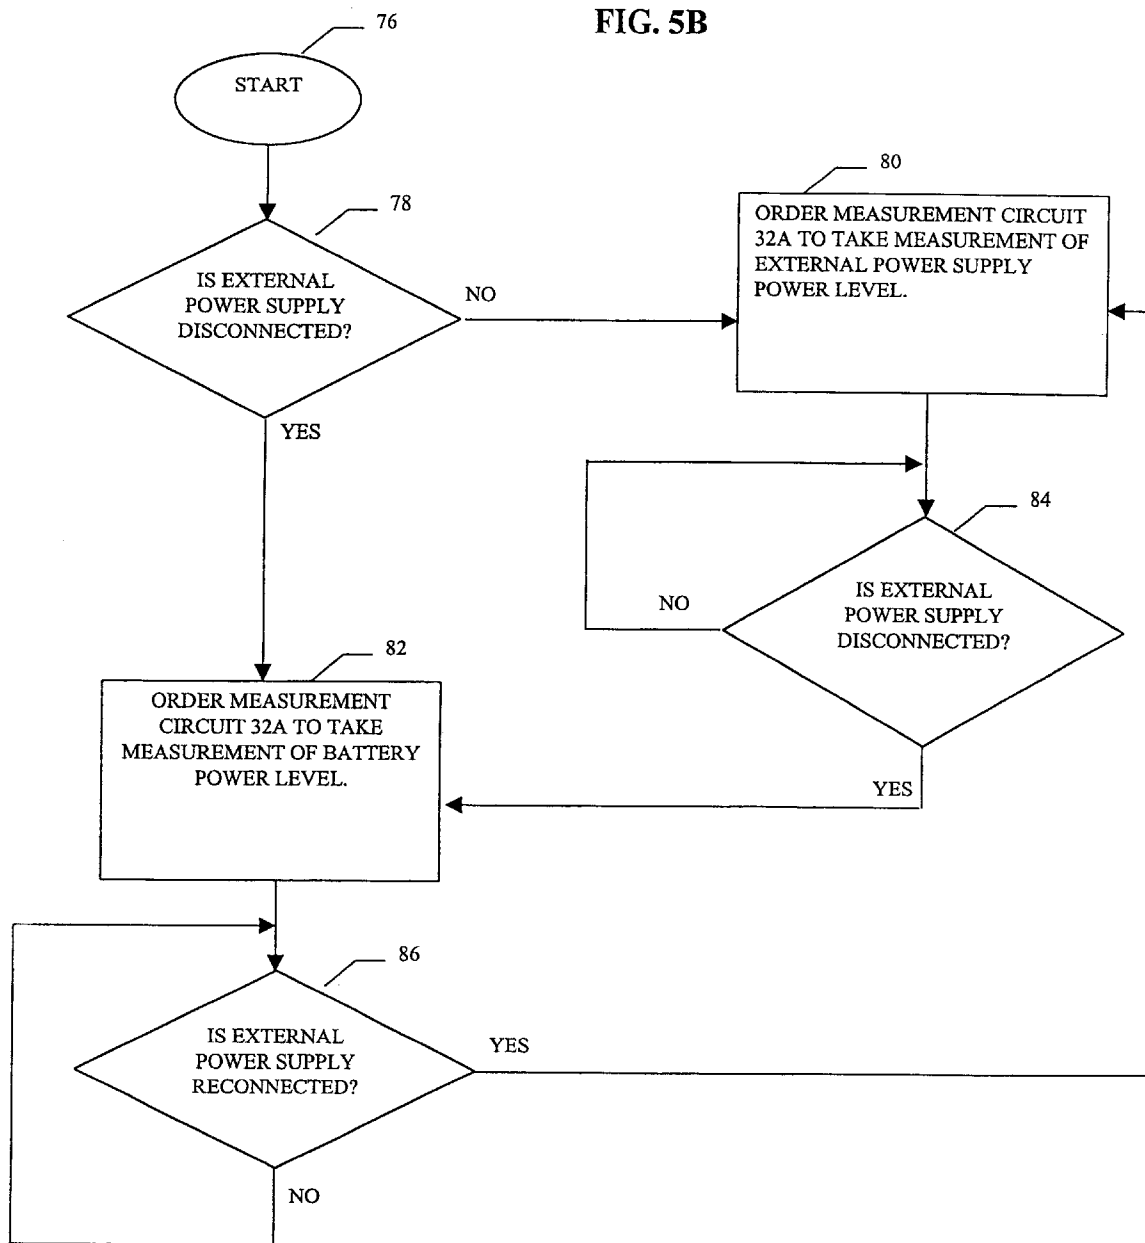 FIG. 5B
76
START
78
IS EXTERNAL
POWER SUPPLY
DISCONNECTED?
NO
YES
80
ORDER MEASUREMENT CIRCUIT
32A TO TAKE MEASUREMENT OF
EXTERNAL POWER SUPPLY
POWER LEVEL.
84
IS EXTERNAL
POWER SUPPLY
DISCONNECTED?
NO
YES
82
ORDER MEASUREMENT
CIRCUIT 32A TO TAKE
MEASUREMENT OF BATTERY
POWER LEVEL.
86
IS EXTERNAL
POWER SUPPLY
RECONNECTED?
YES
NO